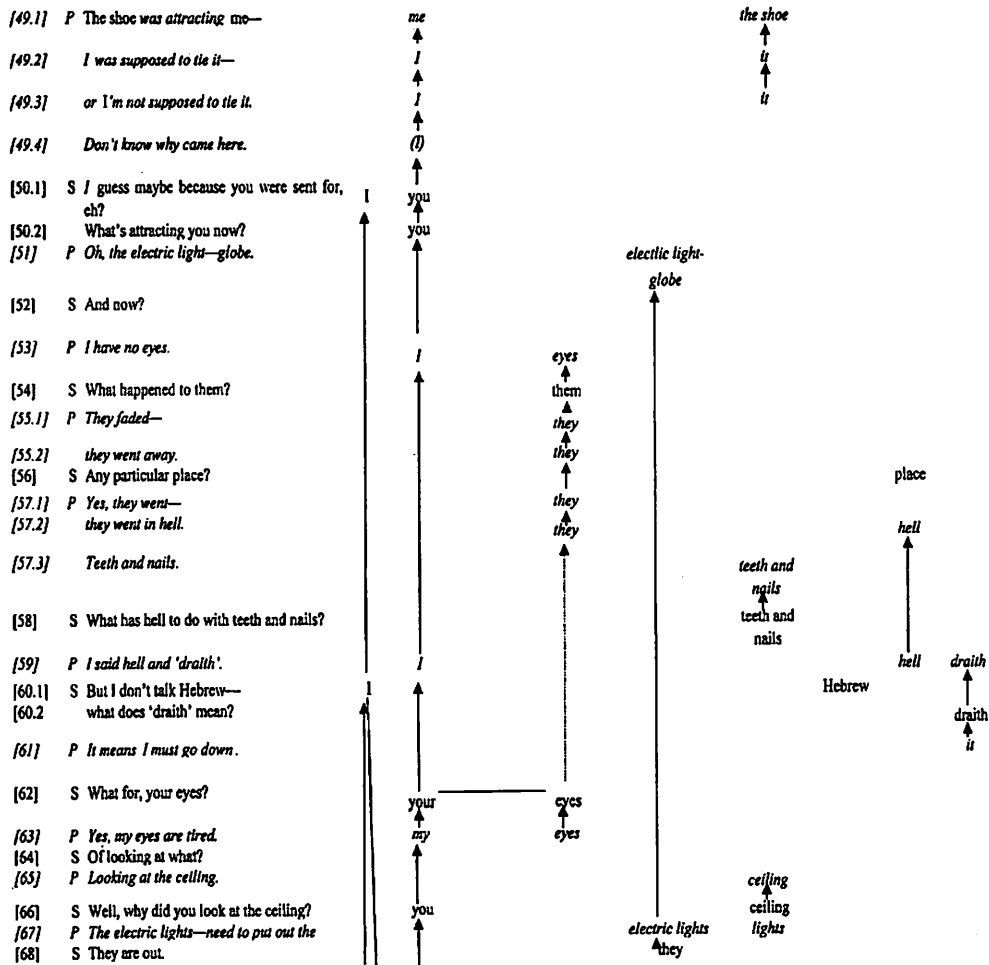 [49.1] P The shoe was attracting me— me the shoe
[49.2] I was supposed to tie it— I it
[49.3] or I'm not supposed to tie it. I it
[49.4] Don't know why came here. (I)
[50.1] S I guess maybe because you were sent for, I you
eh?
[50.2] What's attracting you now? you
[51] P Oh, the electric light—globe. electlic light-
globe
[52] S And now?
[53] P I have no eyes. I eyes
[54] S What happened to them? them
[55.1] P They faded— they
[55.2] they went away. they
[56] S Any particular place? place
[57.1] P Yes, they went— they
[57.2] they went in hell. they hell
[57.3] Teeth and nails. teeth and
nails
[58] S What has hell to do with teeth and nails? teeth and
nails
[59] P I said hell and 'draith'. I hell draith
[60.1] S But I don't talk Hebrew— I Hebrew
[60.2 what does 'draith' mean? draith
[61] P It means I must go down. it
[62] S What for, your eyes? your eyes
[63] P Yes, my eyes are tired. my eyes
[64] S Of looking at what?
[65] P Looking at the ceiling. ceiling
[66] S Well, why did you look at the ceiling? you ceiling
[67] P The electric lights—need to put out the electric lights lights
[68] S They are out. they